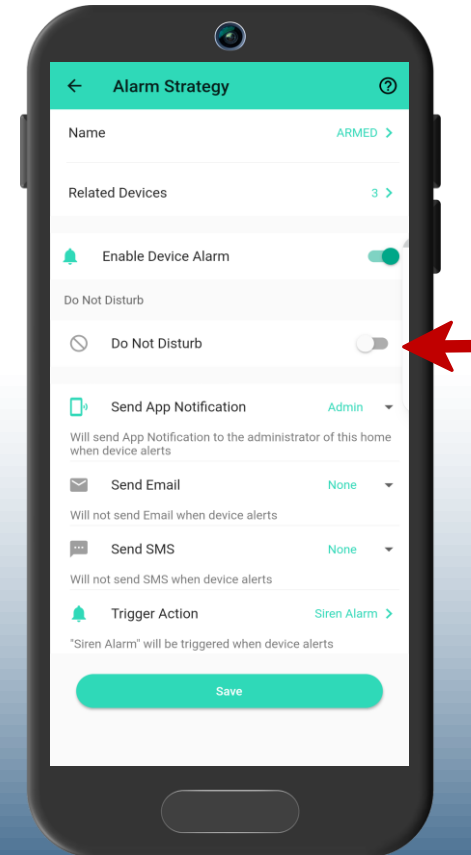 Alarm Strategy
Name ARMED
Related Devices 3
Enable Device Alarm
Do Not Disturb
Do Not Disturb
Send App Notification Admin
Will send App Notification to the administrator of this home
when device alerts
Send Email None
Will not send Email when device alerts
Send SMS None
Will not send SMS when device alerts
Trigger Action Siren Alarm
"Siren Alarm" will be triggered when device alerts
Save